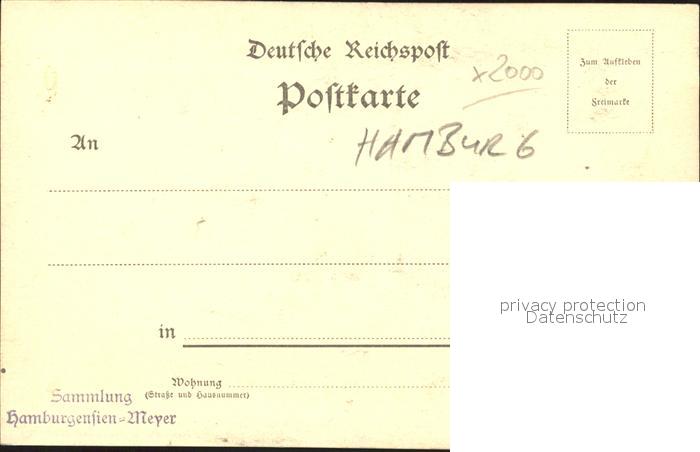 Deutsche Reichspost
x2000
Postkarte
Zum Aufkleben
der
Freimarke
An
HAMBURG
privacy protection
Datenschutz
in
Wohnung
(Straße und Hausnummer)
Sammlung
Hamburgensien=Meyer